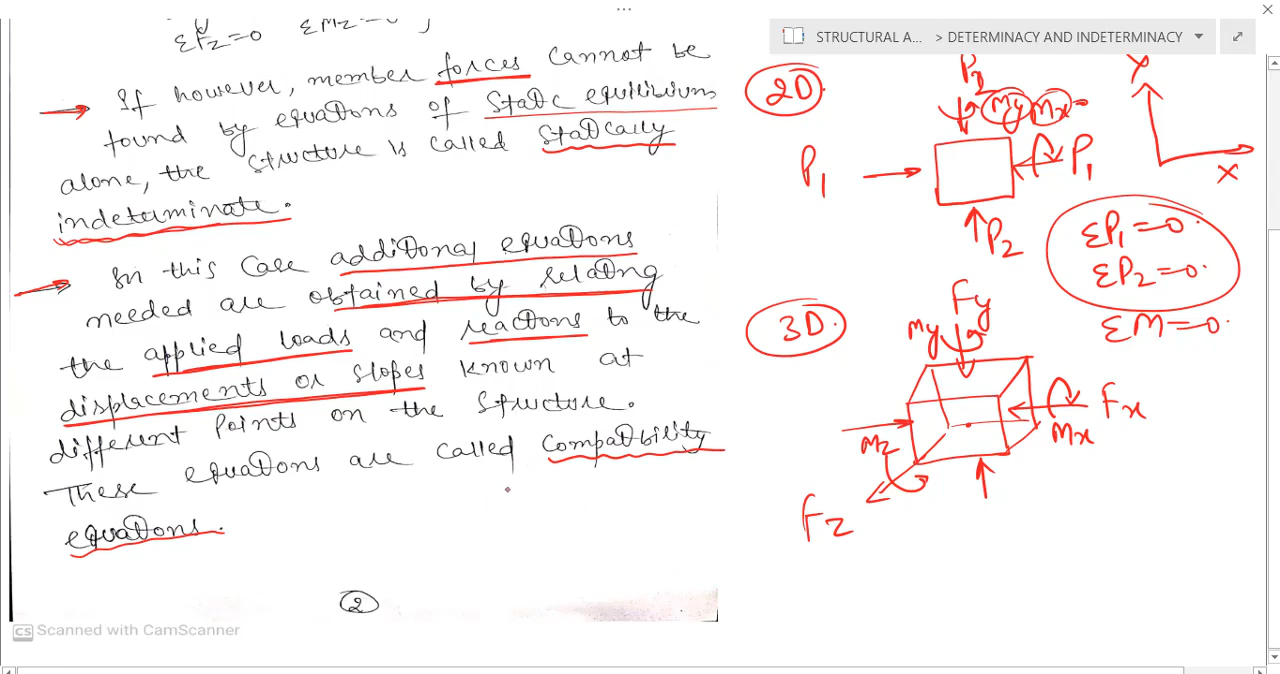 STRUCTURAL A... > DETERMINACY AND INDETERMINACY
ΣFz=0 ΣMz=0
If however, member forces cannot be
found by equations of static equilibrium
alone, the structure is called statically
indeterminate.
In this case additional equations
needed are obtained by relating
the applied loads and reactions to the
displacements or slopes known at
different points on the structure.
These equations are called compatibility
equations.
2
CS Scanned with CamScanner
2D
P2
My Mx
P1 P1
P2
Y
X
ΣP1=0.
ΣP2=0.
ΣM=0.
3D.
Fy
My
Fx
Mx
Mz
Fz